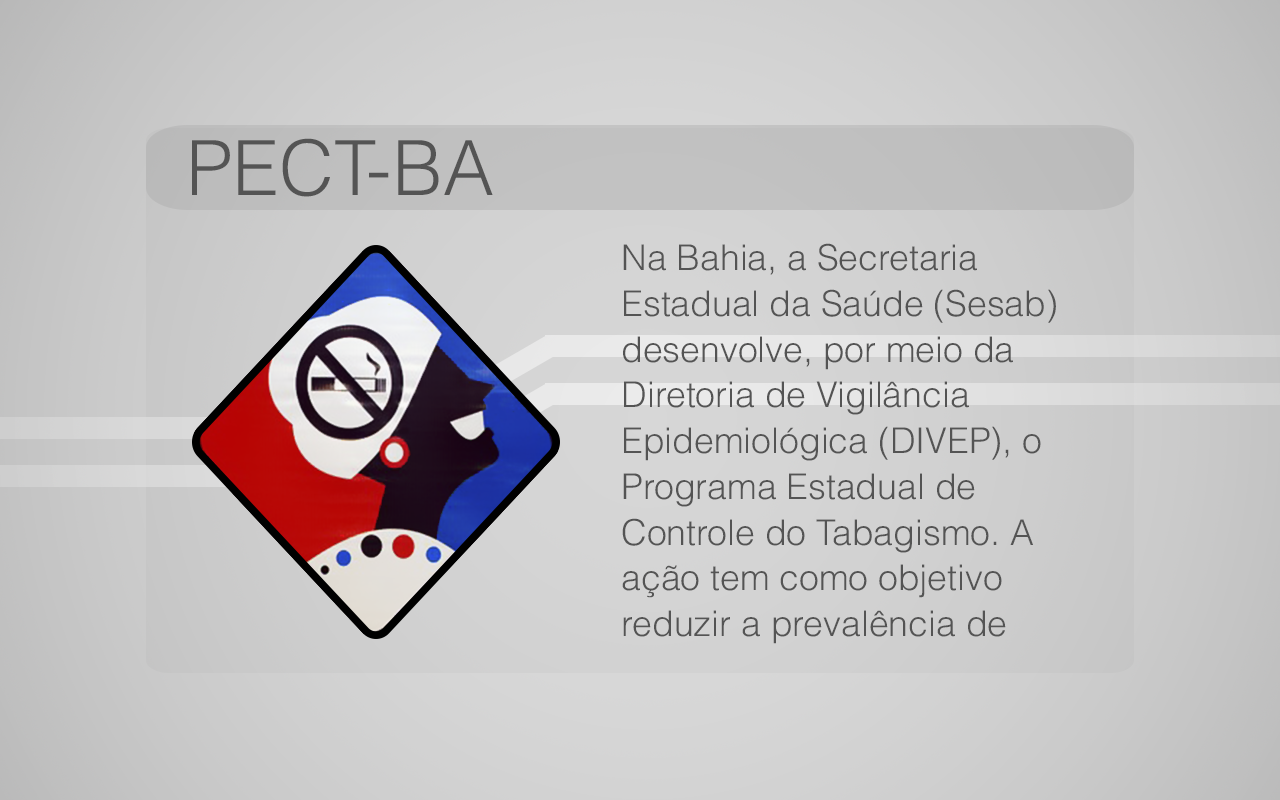 PECT-BA
Na Bahia, a Secretaria
Estadual da Saúde (Sesab)
desenvolve, por meio da
Diretoria de Vigilância
Epidemiológica (DIVEP), o
Programa Estadual de
Controle do Tabagismo. A
ação tem como objetivo
reduzir a prevalência de